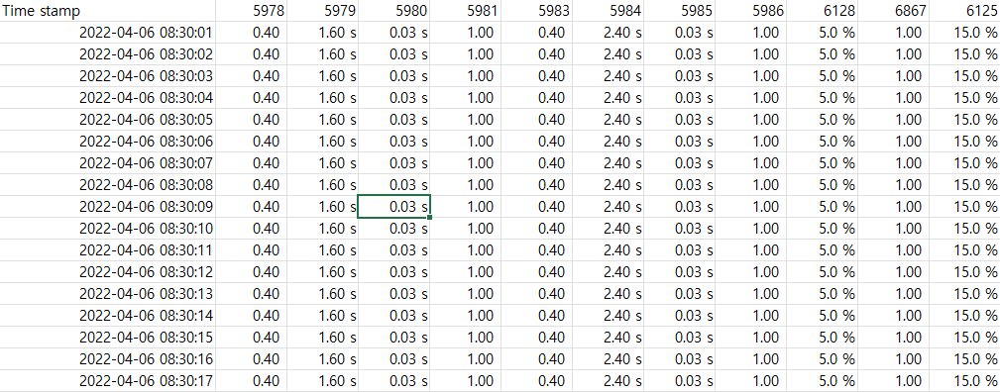 Time stamp 5978 5979 5980 5981 5983 5984 5985 5986 6128 6867 6125
2022-04-06 08:30:01 0.40 1.60 s 0.03 s 1.00 0.40 2.40 s 0.03 s 1.00 5.0 % 1.00 15.0 %
2022-04-06 08:30:02 0.40 1.60 s 0.03 s 1.00 0.40 2.40 s 0.03 s 1.00 5.0 % 1.00 15.0 %
2022-04-06 08:30:03 0.40 1.60 s 0.03 s 1.00 0.40 2.40 s 0.03 s 1.00 5.0 % 1.00 15.0 %
2022-04-06 08:30:04 0.40 1.60 s 0.03 s 1.00 0.40 2.40 s 0.03 s 1.00 5.0 % 1.00 15.0 %
2022-04-06 08:30:05 0.40 1.60 s 0.03 s 1.00 0.40 2.40 s 0.03 s 1.00 5.0 % 1.00 15.0 %
2022-04-06 08:30:06 0.40 1.60 s 0.03 s 1.00 0.40 2.40 s 0.03 s 1.00 5.0 % 1.00 15.0 %
2022-04-06 08:30:07 0.40 1.60 s 0.03 s 1.00 0.40 2.40 s 0.03 s 1.00 5.0 % 1.00 15.0 %
2022-04-06 08:30:08 0.40 1.60 s 0.03 s 1.00 0.40 2.40 s 0.03 s 1.00 5.0 % 1.00 15.0 %
2022-04-06 08:30:09 0.40 1.60 s 0.03 s 1.00 0.40 2.40 s 0.03 s 1.00 5.0 % 1.00 15.0 %
2022-04-06 08:30:10 0.40 1.60 s 0.03 s 1.00 0.40 2.40 s 0.03 s 1.00 5.0 % 1.00 15.0 %
2022-04-06 08:30:11 0.40 1.60 s 0.03 s 1.00 0.40 2.40 s 0.03 s 1.00 5.0 % 1.00 15.0 %
2022-04-06 08:30:12 0.40 1.60 s 0.03 s 1.00 0.40 2.40 s 0.03 s 1.00 5.0 % 1.00 15.0 %
2022-04-06 08:30:13 0.40 1.60 s 0.03 s 1.00 0.40 2.40 s 0.03 s 1.00 5.0 % 1.00 15.0 %
2022-04-06 08:30:14 0.40 1.60 s 0.03 s 1.00 0.40 2.40 s 0.03 s 1.00 5.0 % 1.00 15.0 %
2022-04-06 08:30:15 0.40 1.60 s 0.03 s 1.00 0.40 2.40 s 0.03 s 1.00 5.0 % 1.00 15.0 %
2022-04-06 08:30:16 0.40 1.60 s 0.03 s 1.00 0.40 2.40 s 0.03 s 1.00 5.0 % 1.00 15.0 %
2022-04-06 08:30:17 0.40 1.60 s 0.03 s 1.00 0.40 2.40 s 0.03 s 1.00 5.0 % 1.00 15.0 %